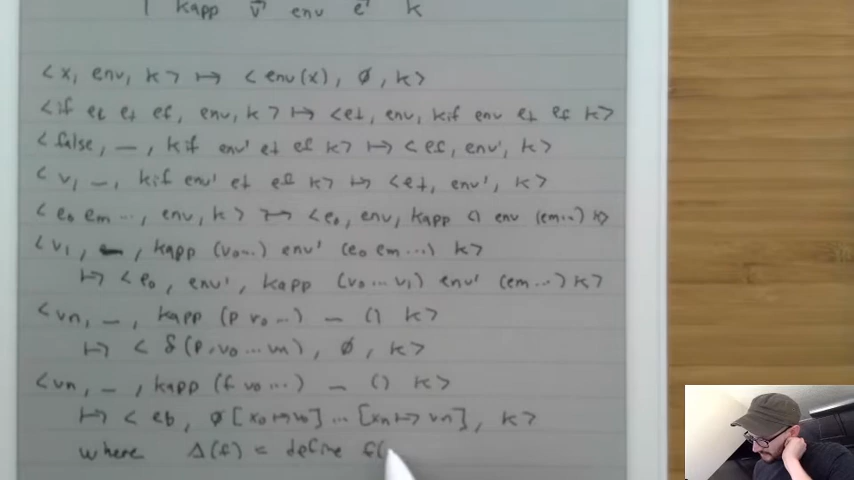 | kapp v⃗ env e⃗ k
<x, env, k> ↦ <env(x), ∅, k>
<if ec et ef, env, k> ↦ <et, env, kif env et ef k>
<false, _, kif env' et ef k> ↦ <ef, env', k>
<v, _, kif env' et ef k> ↦ <et, env', k>
<e0 em ..., env, k> ↦ <e0, env, kapp () env (em...) k>
<v1, _, kapp (v0...) env' (e0 em ...) k>
↦ <e0, env', kapp (v0 ... v1) env' (em ...) k>
<vn, _, kapp (p v0 ...) _ () k>
↦ < δ(p, v0 ... vn), ∅, k>
<vn, _, kapp (f v0 ...) _ () k>
↦ < eb, ∅[x0 ↦ v0] ... [xn ↦ vn], k>
where Δ(f) = define f(